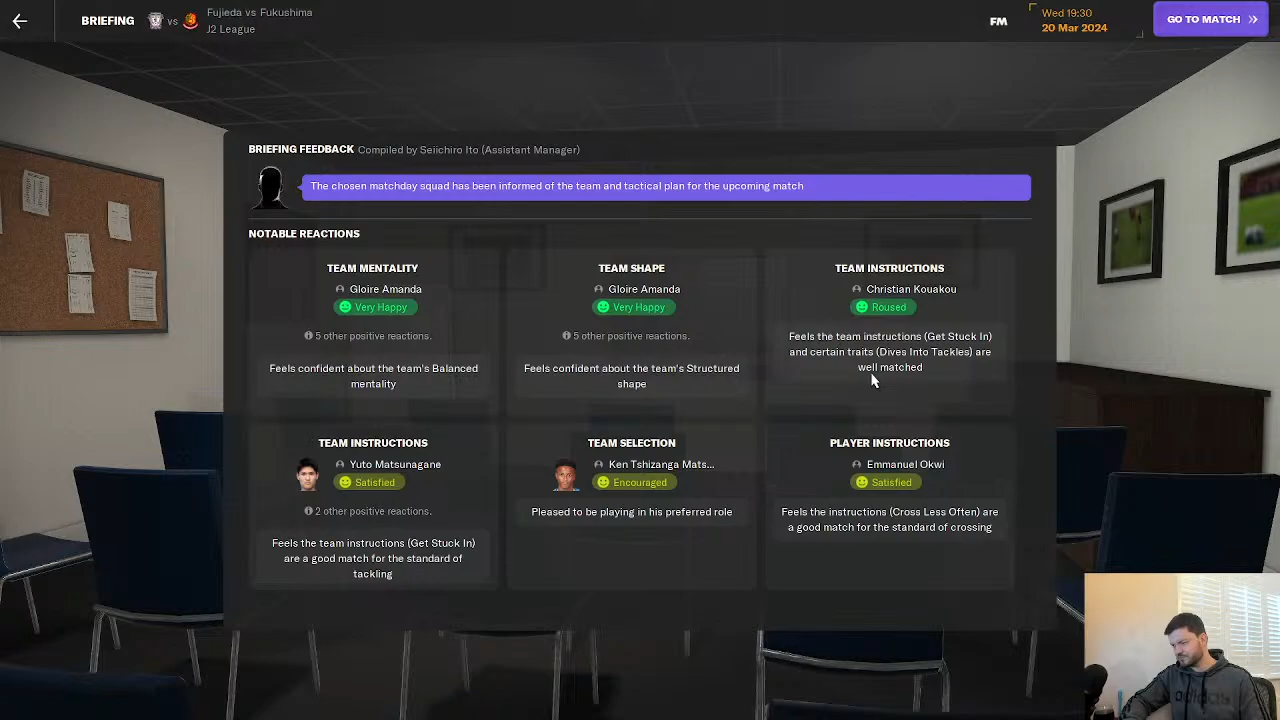 BRIEFING
vs
Fujieda vs Fukushima
J2 League
FM
Wed 19:30
20 Mar 2024
GO TO MATCH
BRIEFING FEEDBACK Compiled by Seiichiro Ito (Assistant Manager)
The chosen matchday squad has been informed of the team and tactical plan for the upcoming match
NOTABLE REACTIONS
TEAM MENTALITY
Gloire Amanda
Very Happy
5 other positive reactions.
Feels confident about the team's Balanced
mentality
TEAM SHAPE
Gloire Amanda
Very Happy
5 other positive reactions.
Feels confident about the team's Structured
shape
TEAM INSTRUCTIONS
Christian Kouakou
Roused
Feels the team instructions (Get Stuck In)
and certain traits (Dives Into Tackles) are
well matched
TEAM INSTRUCTIONS
Yuto Matsunagane
Satisfied
2 other positive reactions.
Feels the team instructions (Get Stuck In)
are a good match for the standard of
tackling
TEAM SELECTION
Ken Tshizanga Mats...
Encouraged
Pleased to be playing in his preferred role
PLAYER INSTRUCTIONS
Emmanuel Okwi
Satisfied
Feels the instructions (Cross Less Often) are
a good match for the standard of crossing